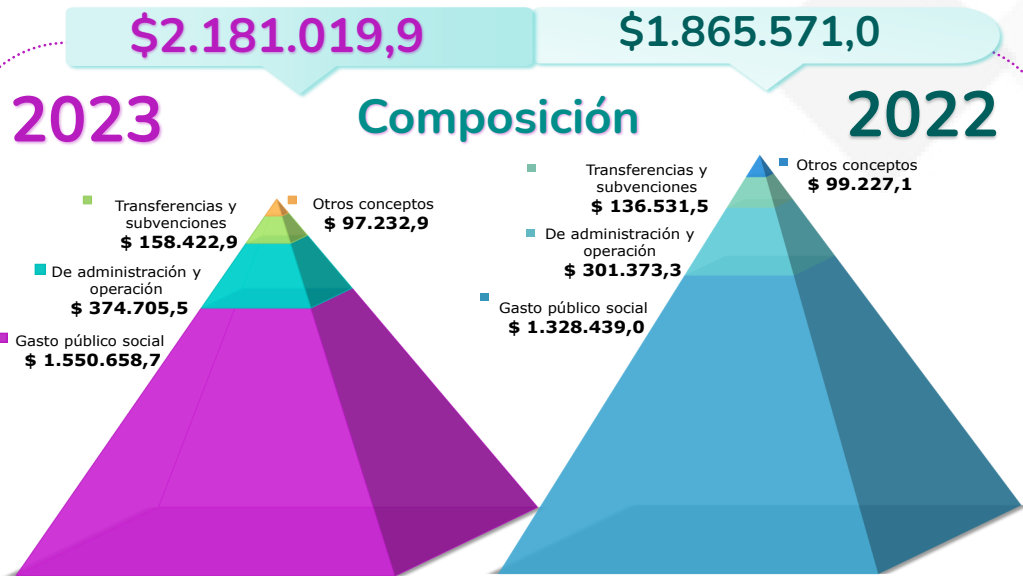 $2.181.019,9
$1.865.571,0
2023
Composición
2022
Transferencias y
subvenciones
$ 158.422,9
Otros conceptos
$ 97.232,9
De administración y
operación
$ 374.705,5
Gasto público social
$ 1.550.658,7
Transferencias y
subvenciones
$ 136.531,5
Otros conceptos
$ 99.227,1
De administración y
operación
$ 301.373,3
Gasto público social
$ 1.328.439,0